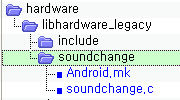 hardware
libhardware_legacy
include
soundchange
Android,mk
soundchange,c